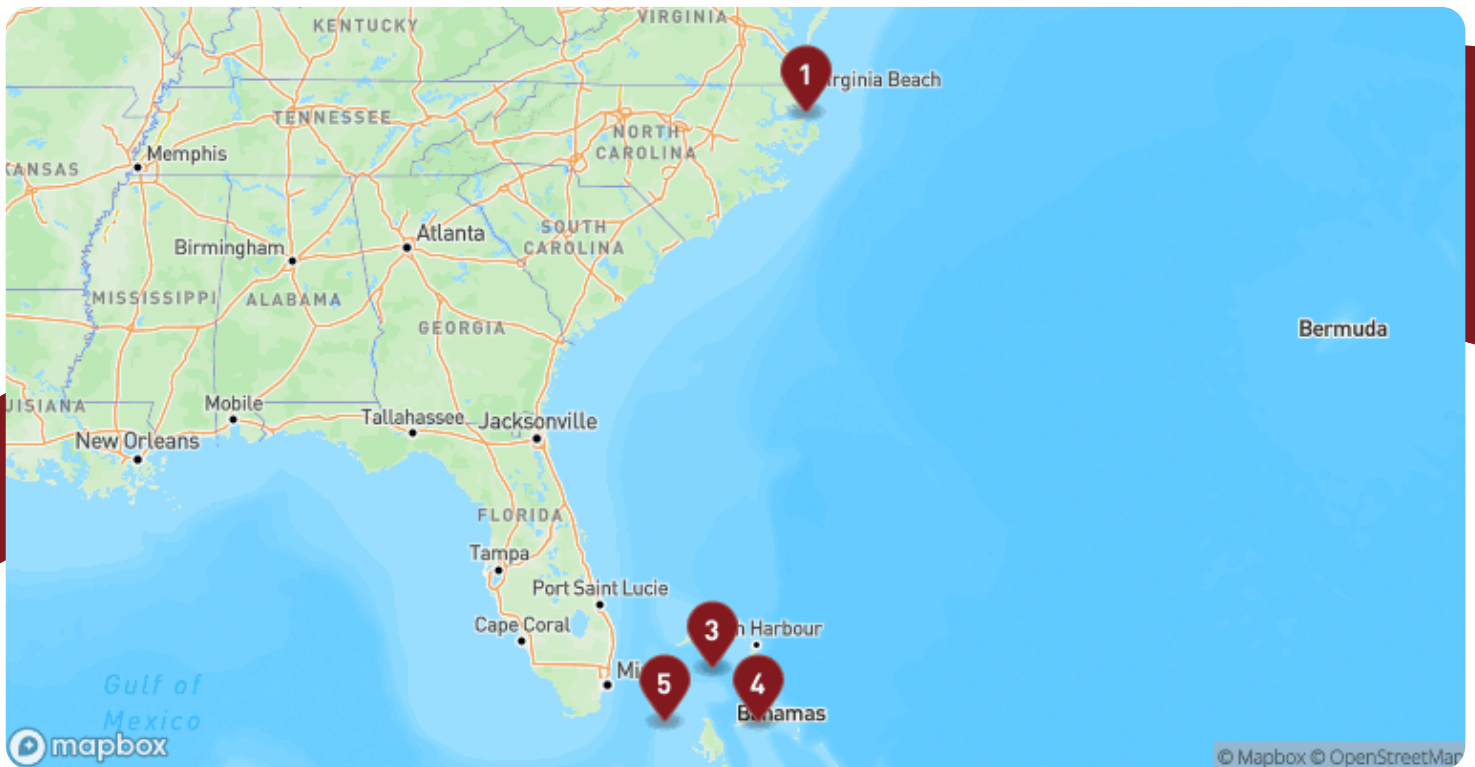 KENTUCKY
VIRGINIA
1
rginia Beach
TENNESSEE
NORTH
CAROLINA
Memphis
KANSAS
Atlanta
SOUTH
CAROLINA
Birmingham
MISSISSIPPI
ALABAMA
GEORGIA
Bermuda
UISIANA
Mobile
Tallahassee
Jacksonville
New Orleans
FLORIDA
Tampa
Port Saint Lucie
Cape Coral
3
h Harbour
Mi
5
4
Bahamas
Gulf of
Mexico
mapbox
© Mapbox © OpenStreetMap